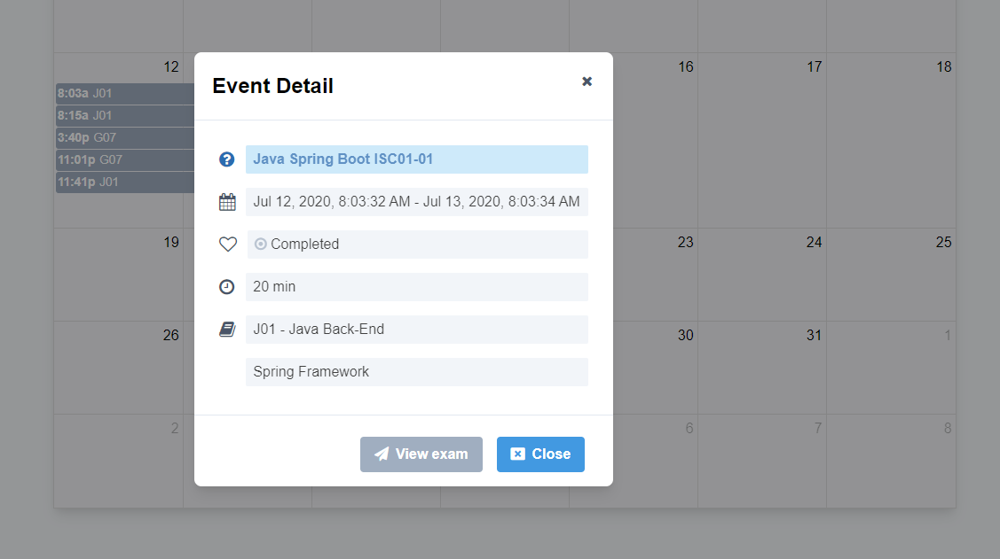 12
16
17
18
8:03a J01
8:15a J01
3:40p G07
11:01p G07
11:41p J01
Event Detail
Java Spring Boot ISC01-01
Jul 12, 2020, 8:03:32 AM - Jul 13, 2020, 8:03:34 AM
Completed
20 min
J01 - Java Back-End
Spring Framework
View exam
Close
19
23
24
25
26
30
31
1
2
6
7
8